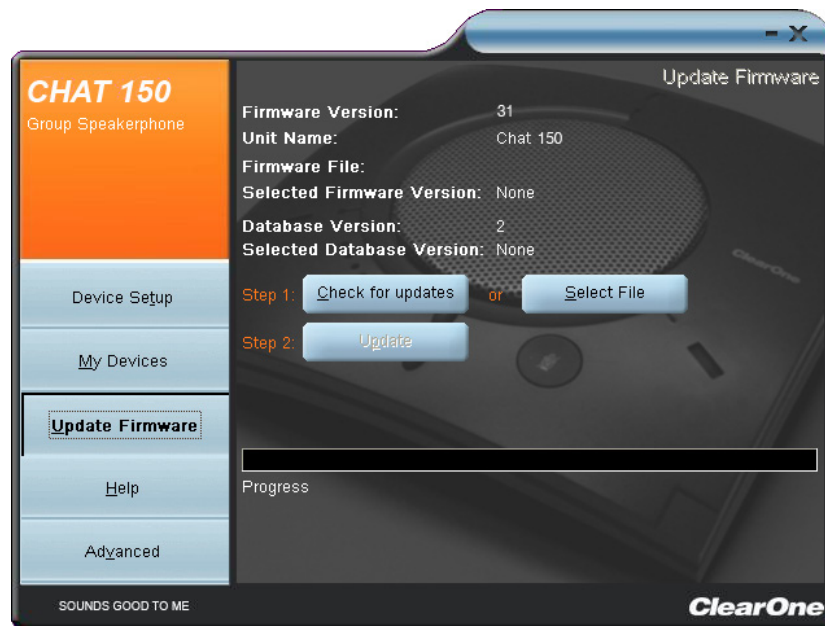 Update Firmware
CHAT 150
Group Speakerphone
Firmware Version: 31
Unit Name: Chat 150
Firmware File:
Selected Firmware Version: None
Database Version: 2
Selected Database Version: None
Step 1: Check for updates or Select File
Step 2: Update
ClearOne
Device Setup
My Devices
Update Firmware
Help
Advanced
Progress
SOUNDS GOOD TO ME
ClearOne